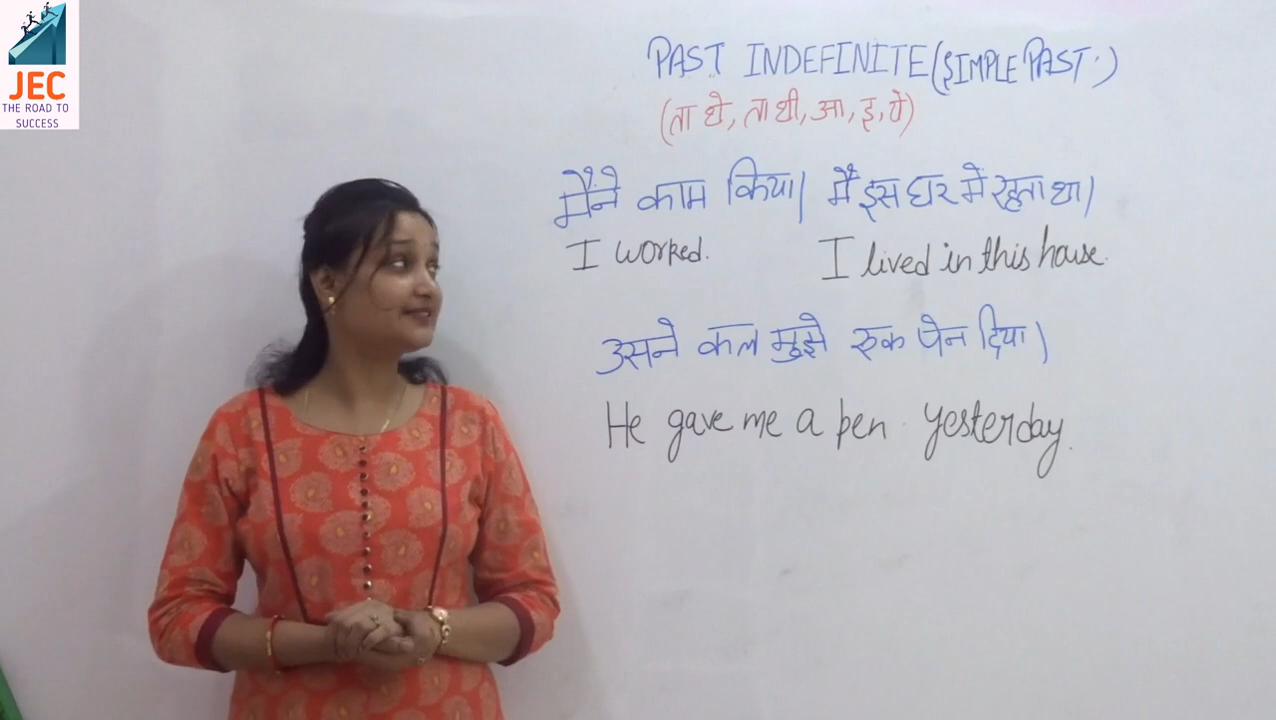 JEC
THE ROAD TO
SUCCESS
PAST INDEFINITE (SIMPLE PAST.)
(ता थे, ता थी, आ, इ, ये)
मैंने काम किया। मैं इस घर में रहता था।
I worked. I lived in this house.
उसने कल मुझे एक पेन दिया।
He gave me a pen yesterday.